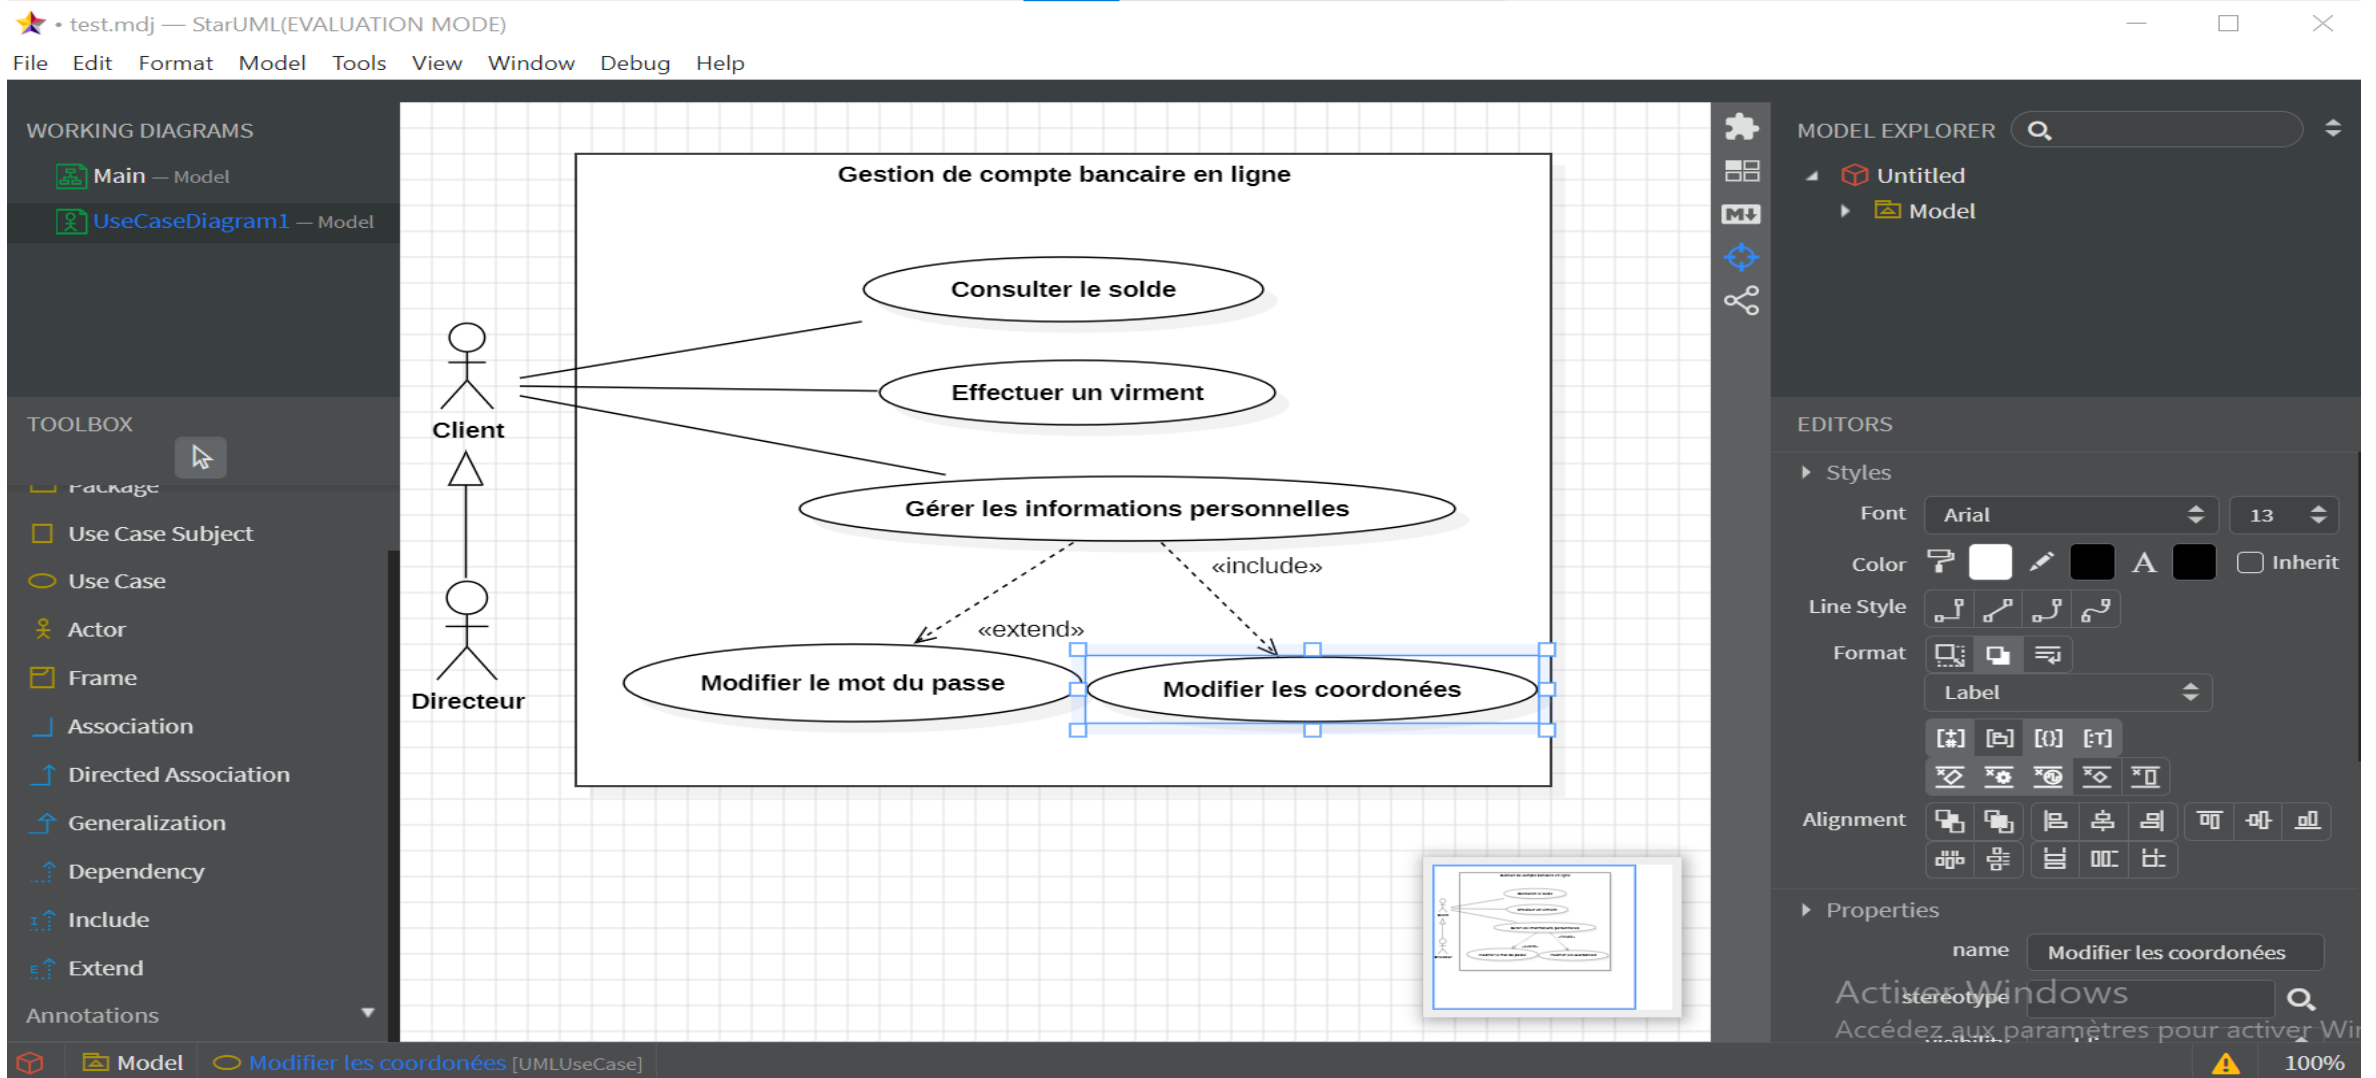 • test.mdj — StarUML(EVALUATION MODE)
File Edit Format Model Tools View Window Debug Help
WORKING DIAGRAMS
Main — Model
UseCaseDiagram1 — Model
TOOLBOX
Package
Use Case Subject
Use Case
Actor
Frame
Association
Directed Association
Generalization
Dependency
Include
Extend
Annotations
Gestion de compte bancaire en ligne
Consulter le solde
Effectuer un virment
Client
Gérer les informations personnelles
«include»
«extend»
Modifier le mot du passe
Modifier les coordonées
Directeur
MODEL EXPLORER
Untitled
Model
EDITORS
Styles
Font Arial 13
Color A Inherit
Line Style
Format
Label
Alignment
Properties
name Modifier les coordonées
stereotype
Activer Windows
Accédez aux paramètres pour activer Wi
Model Modifier les coordonées [UMLUseCase]
100%